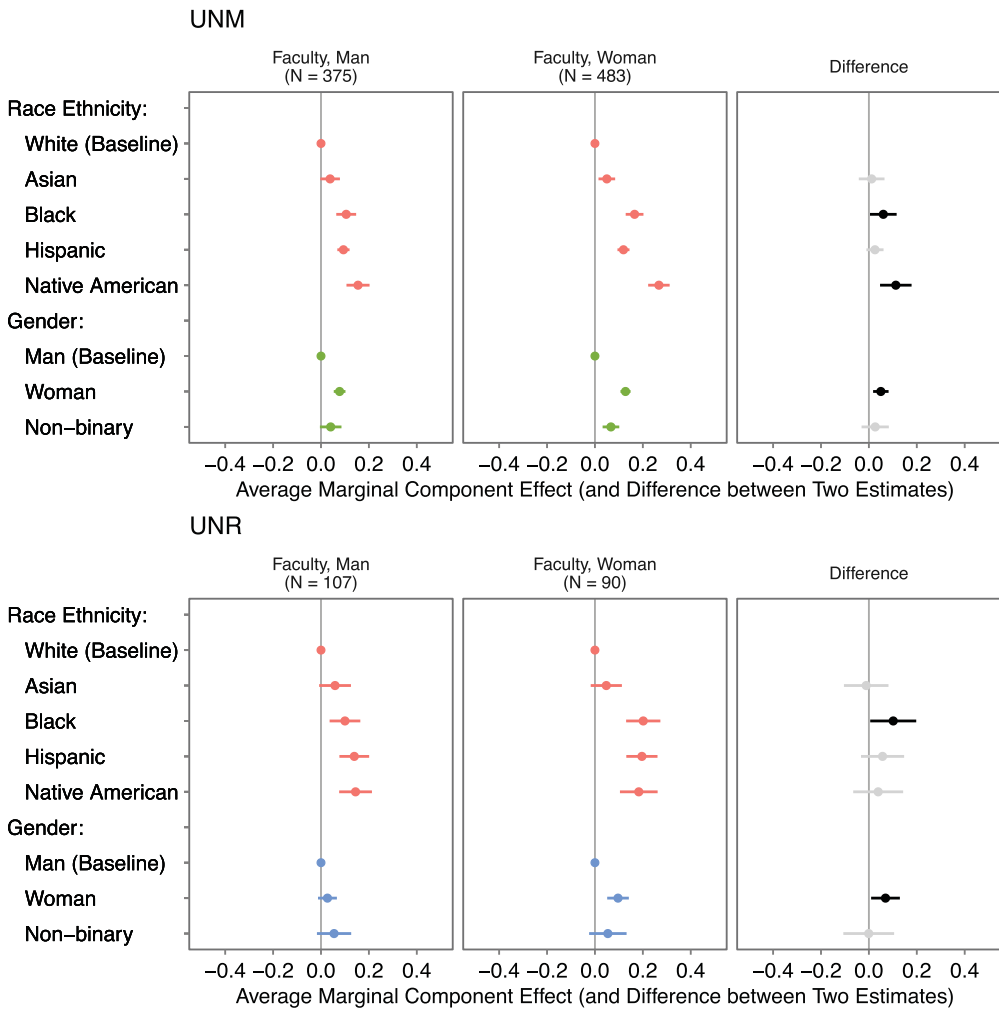 UNM
Faculty, Man
(N = 375)
Faculty, Woman
(N = 483)
Difference
Race Ethnicity:
White (Baseline)
Asian
Black
Hispanic
Native American
Gender:
Man (Baseline)
Woman
Non−binary
−0.4 −0.2 0.0 0.2 0.4 −0.4 −0.2 0.0 0.2 0.4 −0.4 −0.2 0.0 0.2 0.4
Average Marginal Component Effect (and Difference between Two Estimates)
UNR
Faculty, Man
(N = 107)
Faculty, Woman
(N = 90)
Difference
Race Ethnicity:
White (Baseline)
Asian
Black
Hispanic
Native American
Gender:
Man (Baseline)
Woman
Non−binary
−0.4 −0.2 0.0 0.2 0.4 −0.4 −0.2 0.0 0.2 0.4 −0.4 −0.2 0.0 0.2 0.4
Average Marginal Component Effect (and Difference between Two Estimates)